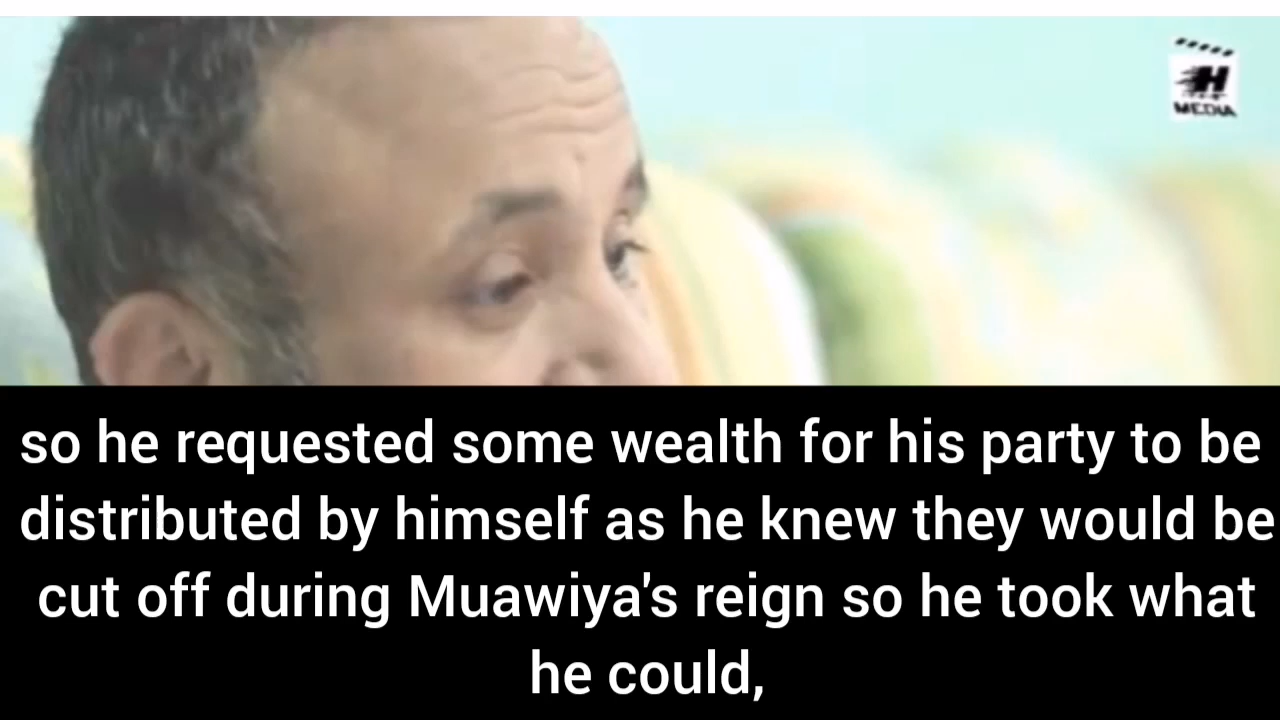 H
MEDIA
so he requested some wealth for his party to be
distributed by himself as he knew they would be
cut off during Muawiya's reign so he took what
he could,